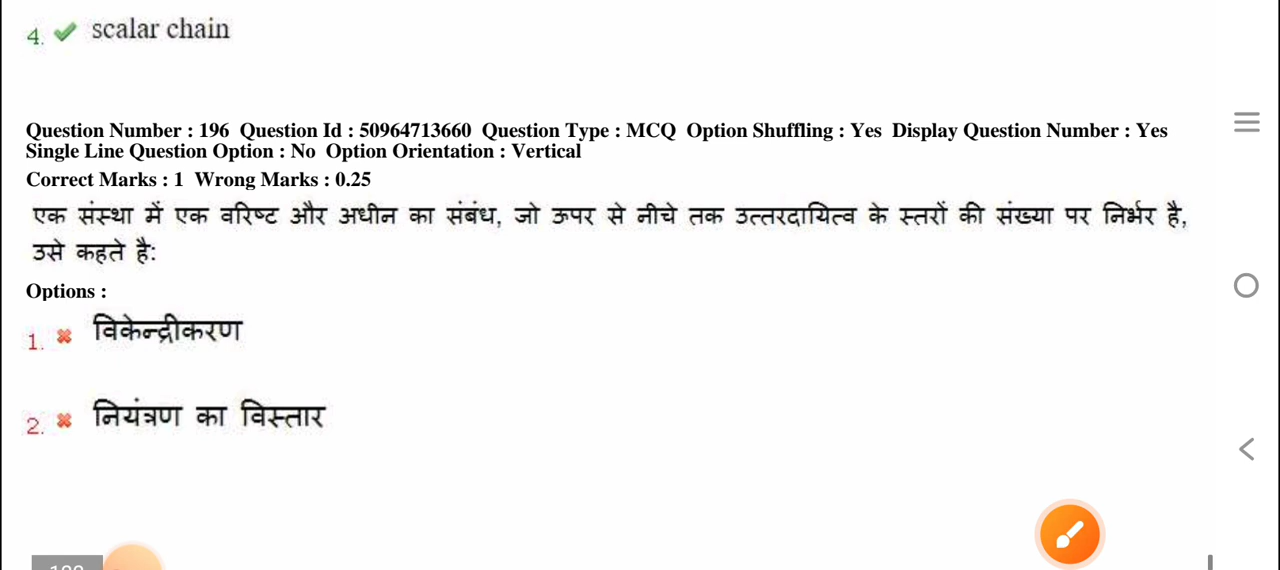 4. scalar chain
Question Number : 196 Question Id : 50964713660 Question Type : MCQ Option Shuffling : Yes Display Question Number : Yes
Single Line Question Option : No Option Orientation : Vertical
Correct Marks : 1 Wrong Marks : 0.25
एक संस्था में एक वरिष्ट और अधीन का संबंध, जो ऊपर से नीचे तक उत्तरदायित्व के स्तरों की संख्या पर निर्भर है,
उसे कहते है:
Options :
1. विकेन्द्रीकरण
2. नियंत्रण का विस्तार